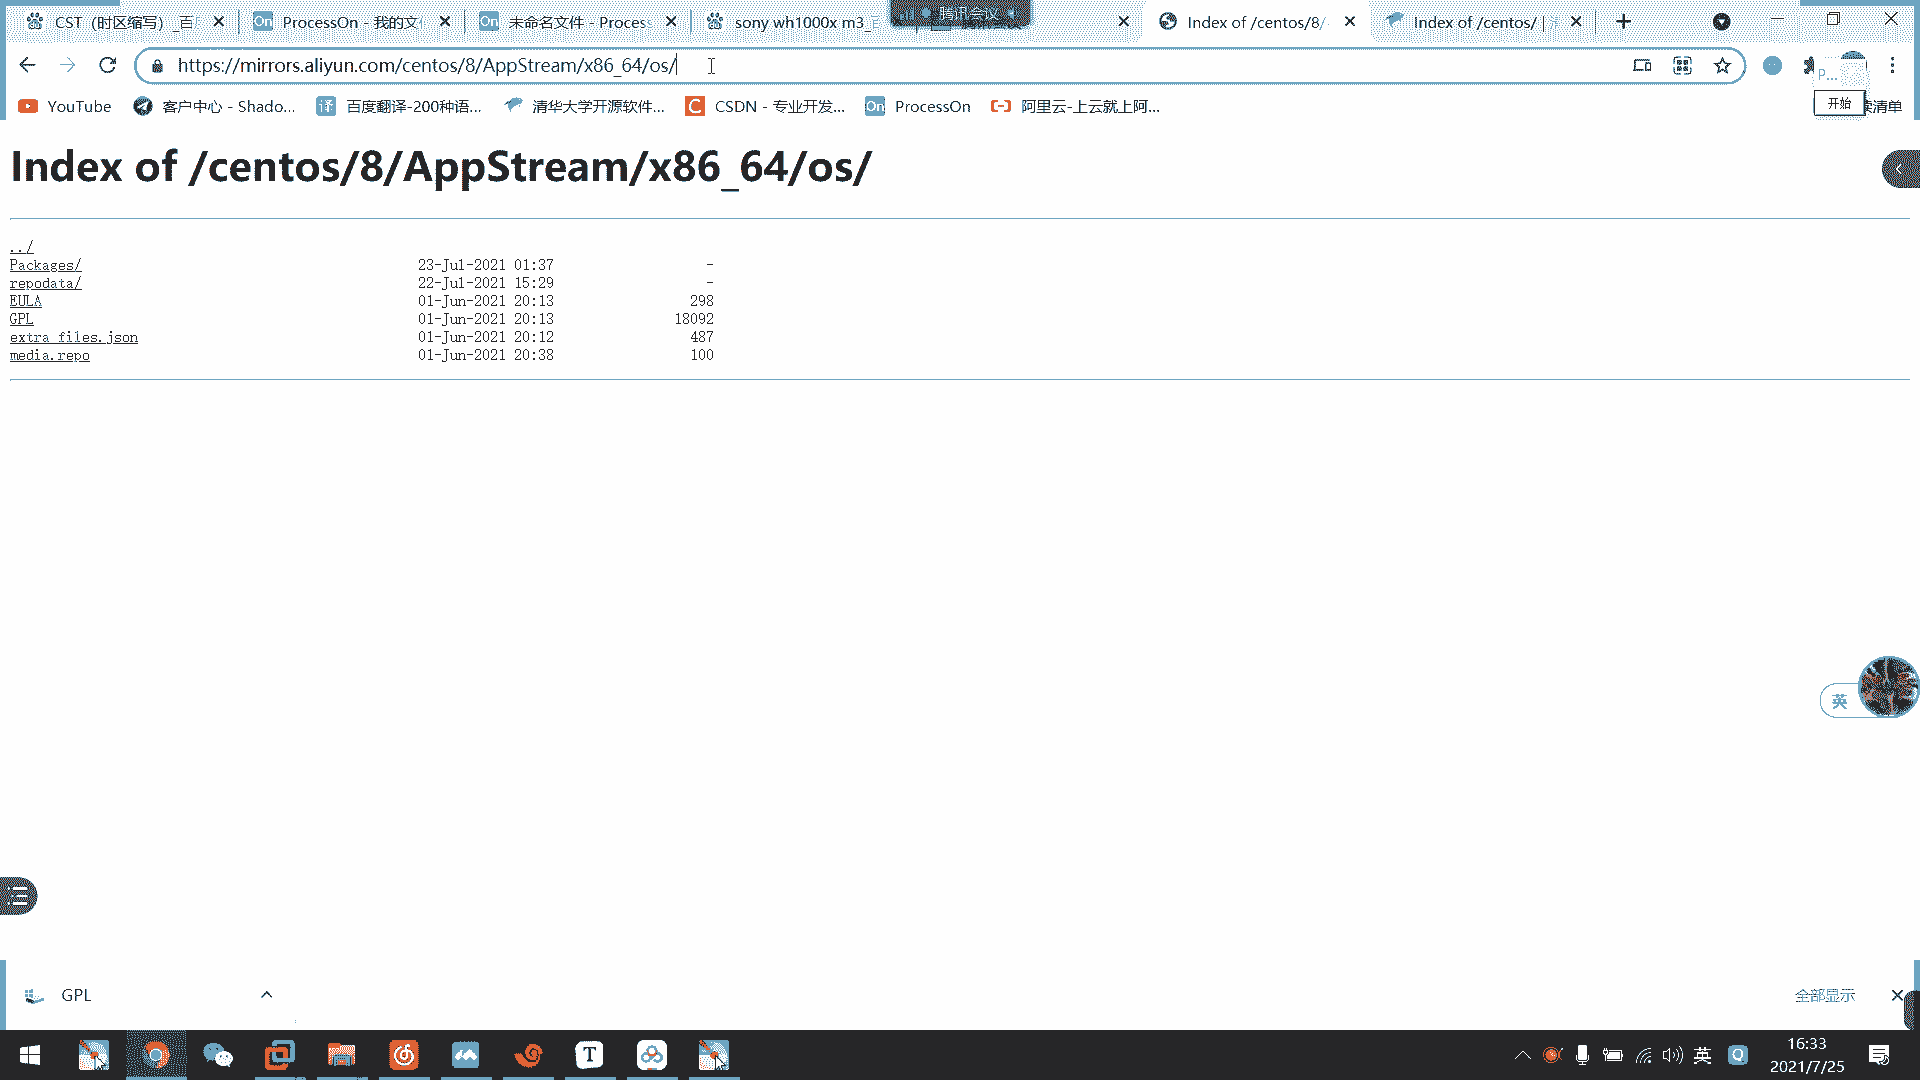 CST（时区缩写）_百
ProcessOn - 我的文
未命名文件 - Process
sony wh1000x m3_
腾讯会议
Index of /centos/8/
Index of /centos/ |
https://mirrors.aliyun.com/centos/8/AppStream/x86_64/os/
P...
YouTube
客户中心 - Shado...
译
百度翻译-200种语...
清华大学开源软件...
C
CSDN - 专业开发...
On
ProcessOn
阿里云-上云就上阿...
开始
读清单
Index of /centos/8/AppStream/x86_64/os/
../
Packages/ 23-Jul-2021 01:37 -
repodata/ 22-Jul-2021 15:29 -
EULA 01-Jun-2021 20:13 298
GPL 01-Jun-2021 20:13 18092
extra_files.json 01-Jun-2021 20:12 487
media.repo 01-Jun-2021 20:38 100
英
GPL
全部显示
T
英
Q
16:33
2021/7/25